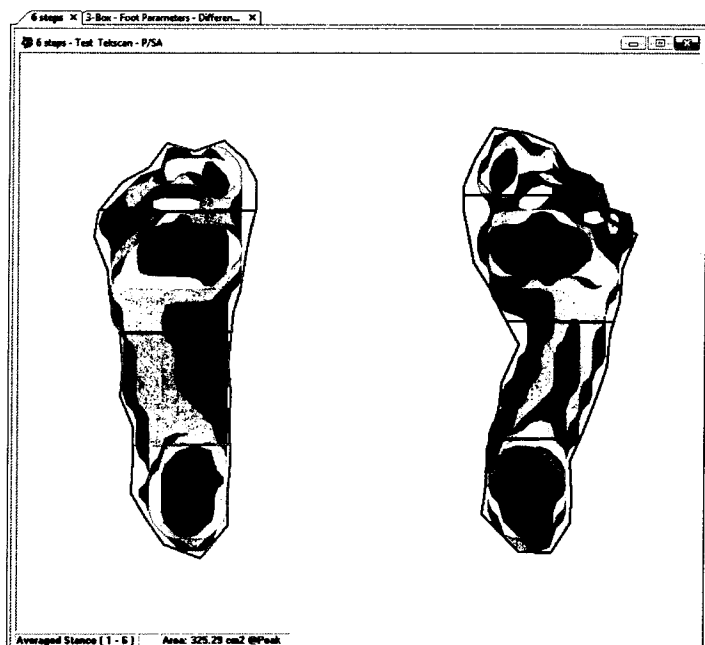 6 steps × 3-Box - Foot Parameters - Differen... ×
6 steps - Test Tekscan - P/SA
Averaged Stance ( 1 - 6 ) Area: 325.29 cm2 @Peak